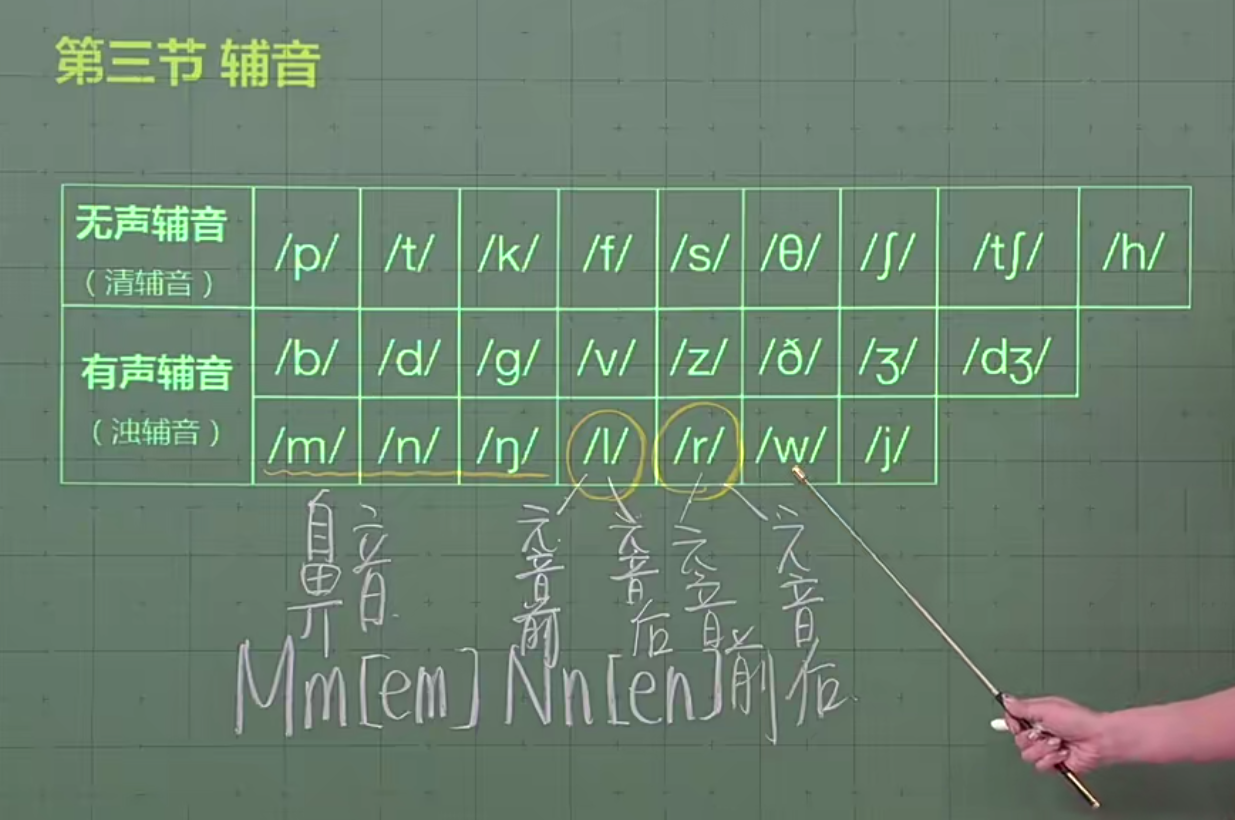 第三节 辅音
无声辅音 /p/ /t/ /k/ /f/ /s/ /θ/ /ʃ/ /tʃ/ /h/
（清辅音）
有声辅音 /b/ /d/ /g/ /v/ /z/ /ð/ /ʒ/ /dʒ/
（浊辅音） /m/ /n/ /ŋ/ /l/ /r/ /w/ /j/
鼻音
元音前
元音后
元音前
元音后
Mm[em] Nn[en]